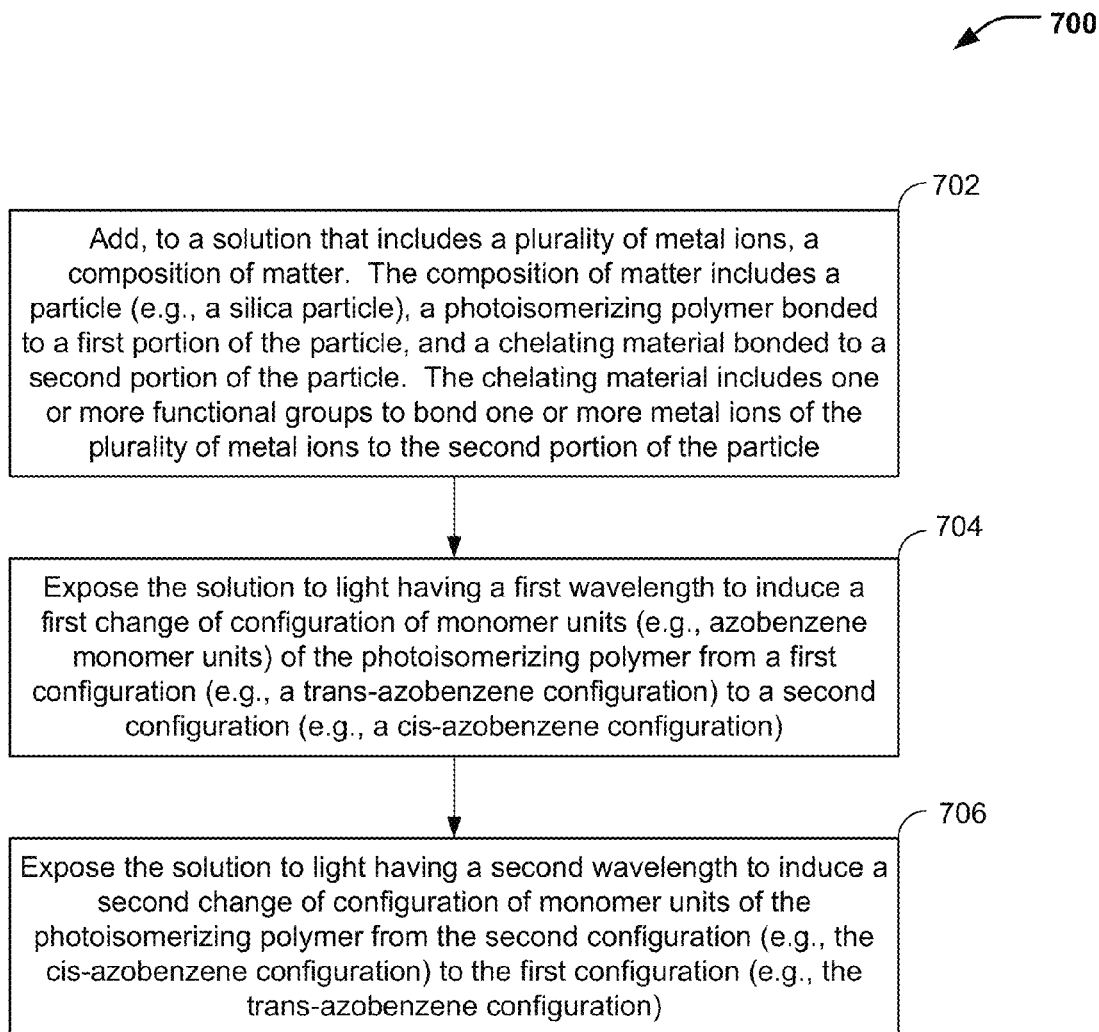 700
702
Add, to a solution that includes a plurality of metal ions, a
composition of matter. The composition of matter includes a
particle (e.g., a silica particle), a photoisomerizing polymer bonded
to a first portion of the particle, and a chelating material bonded to a
second portion of the particle. The chelating material includes one
or more functional groups to bond one or more metal ions of the
plurality of metal ions to the second portion of the particle
704
Expose the solution to light having a first wavelength to induce a
first change of configuration of monomer units (e.g., azobenzene
monomer units) of the photoisomerizing polymer from a first
configuration (e.g., a trans-azobenzene configuration) to a second
configuration (e.g., a cis-azobenzene configuration)
706
Expose the solution to light having a second wavelength to induce a
second change of configuration of monomer units of the
photoisomerizing polymer from the second configuration (e.g., the
cis-azobenzene configuration) to the first configuration (e.g., the
trans-azobenzene configuration)